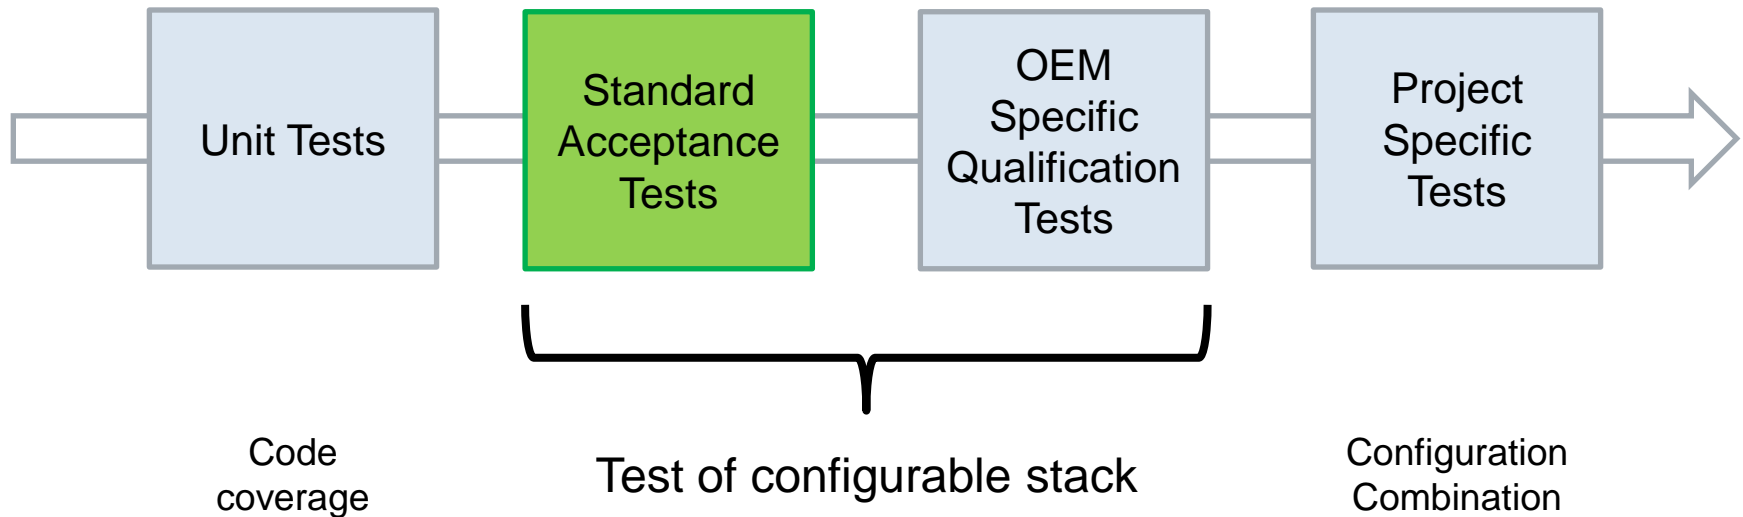 Unit Tests
Standard
Acceptance
Tests
OEM
Specific
Qualification
Tests
Project
Specific
Tests
Code
coverage
Test of configurable stack
Configuration
Combination